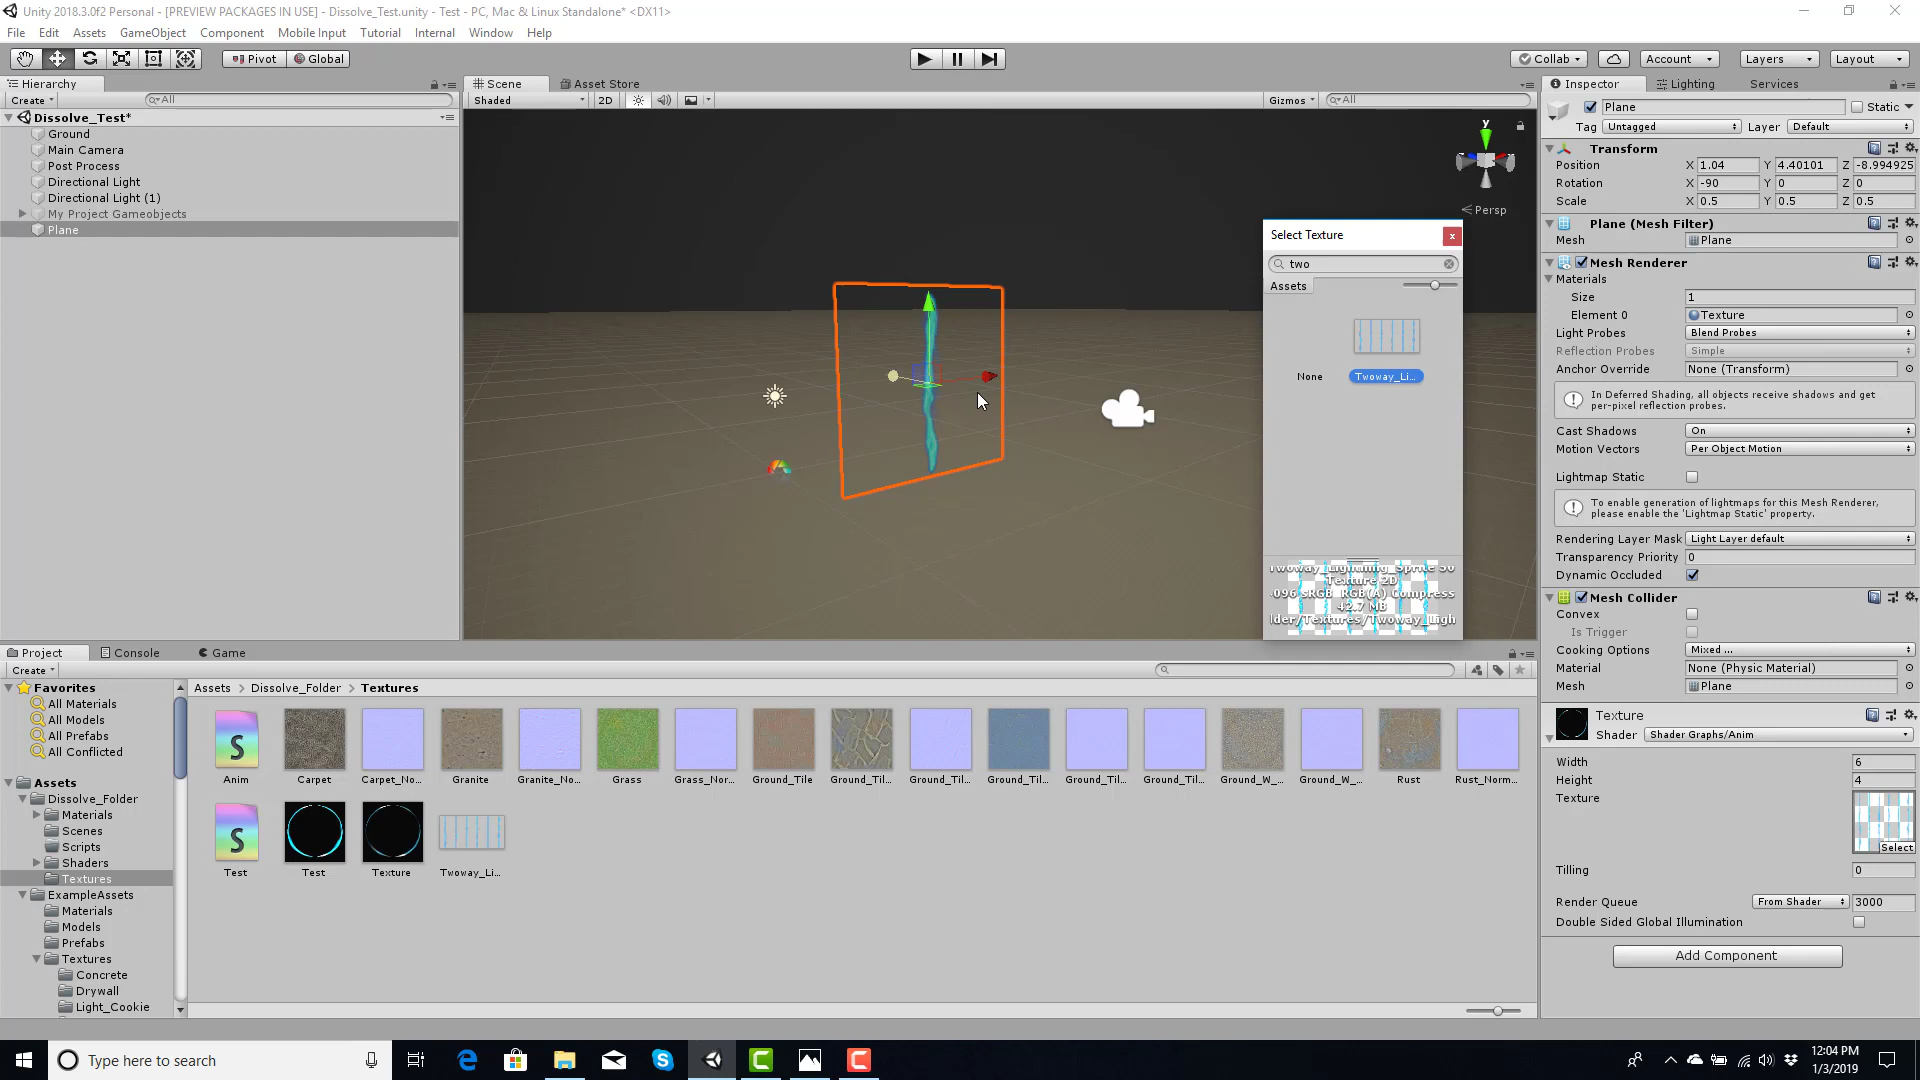 Unity 2018.3.0f2 Personal - [PREVIEW PACKAGES IN USE] - Dissolve_Test.unity - Test - PC, Mac & Linux Standalone* <DX11>
File Edit Assets GameObject Component Mobile Input Tutorial Internal Window Help
Pivot Global Collab Account Layers Layout
Hierarchy
Create All
Dissolve_Test*
Ground
Main Camera
Post Process
Directional Light
Directional Light (1)
My Project Gameobjects
Plane
Scene Asset Store
Shaded 2D Gizmos All
y
Persp
Select Texture
two
Assets
None Twoway_Li...
Texture 2D
42.7 MB
Inspector Lighting Services
Plane Static
Tag Untagged Layer Default
Transform
Position X 1.04 Y 4.40101 Z -8.994925
Rotation X -90 Y 0 Z 0
Scale X 0.5 Y 0.5 Z 0.5
Plane (Mesh Filter)
Mesh Plane
Mesh Renderer
Materials
Size 1
Element 0 Texture
Light Probes Blend Probes
Reflection Probes Simple
Anchor Override None (Transform)
In Deferred Shading, all objects receive shadows and get
per-pixel reflection probes.
Cast Shadows On
Motion Vectors Per Object Motion
Lightmap Static
To enable generation of lightmaps for this Mesh Renderer,
please enable the 'Lightmap Static' property.
Rendering Layer Mask Light Layer default
Transparency Priority 0
Dynamic Occluded
Mesh Collider
Convex
Is Trigger
Cooking Options Mixed ...
Material None (Physic Material)
Mesh Plane
Texture
Shader Shader Graphs/Anim
Width 6
Height 4
Texture
Select
Tilling 0
Render Queue From Shader 3000
Double Sided Global Illumination
Add Component
Project Console Game
Create
Favorites
All Materials
All Models
All Prefabs
All Conflicted
Assets
Dissolve_Folder
Materials
Scenes
Scripts
Shaders
Textures
ExampleAssets
Materials
Models
Prefabs
Textures
Concrete
Drywall
Light_Cookie
Assets Dissolve_Folder Textures
Anim Carpet Carpet_No... Granite Granite_No... Grass Grass_Nor... Ground_Tile Ground_Til... Ground_Til... Ground_Til... Ground_Til... Ground_Til... Ground_W_... Ground_W_... Rust Rust_Norm...
Test Test Texture Twoway_Li...
Type here to search
12:04 PM
1/3/2019